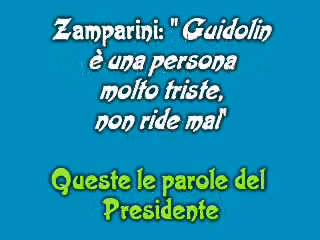 Zamparini: " Guidolin
è una persona
molto triste,
non ride mai"
Queste le parole del
Presidente